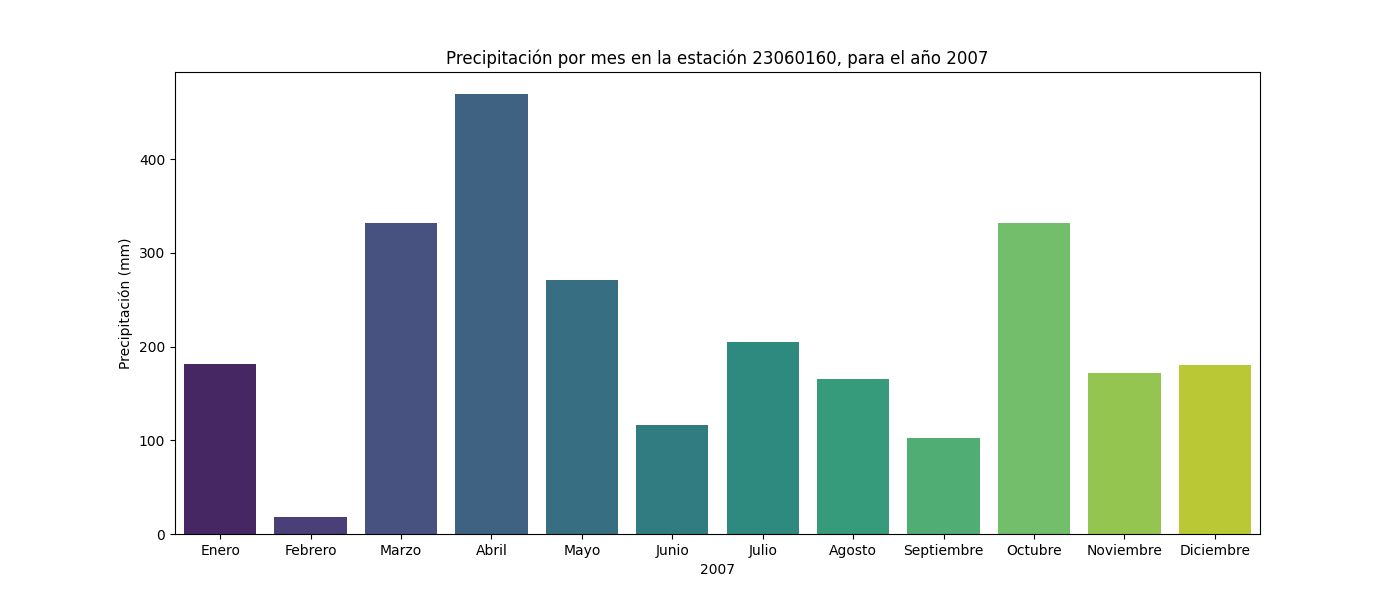 Precipitación por mes en la estación 23060160, para el año 2007
Precipitación (mm)
400
300
200
100
0
Enero Febrero Marzo Abril Mayo Junio Julio Agosto Septiembre Octubre Noviembre Diciembre
2007